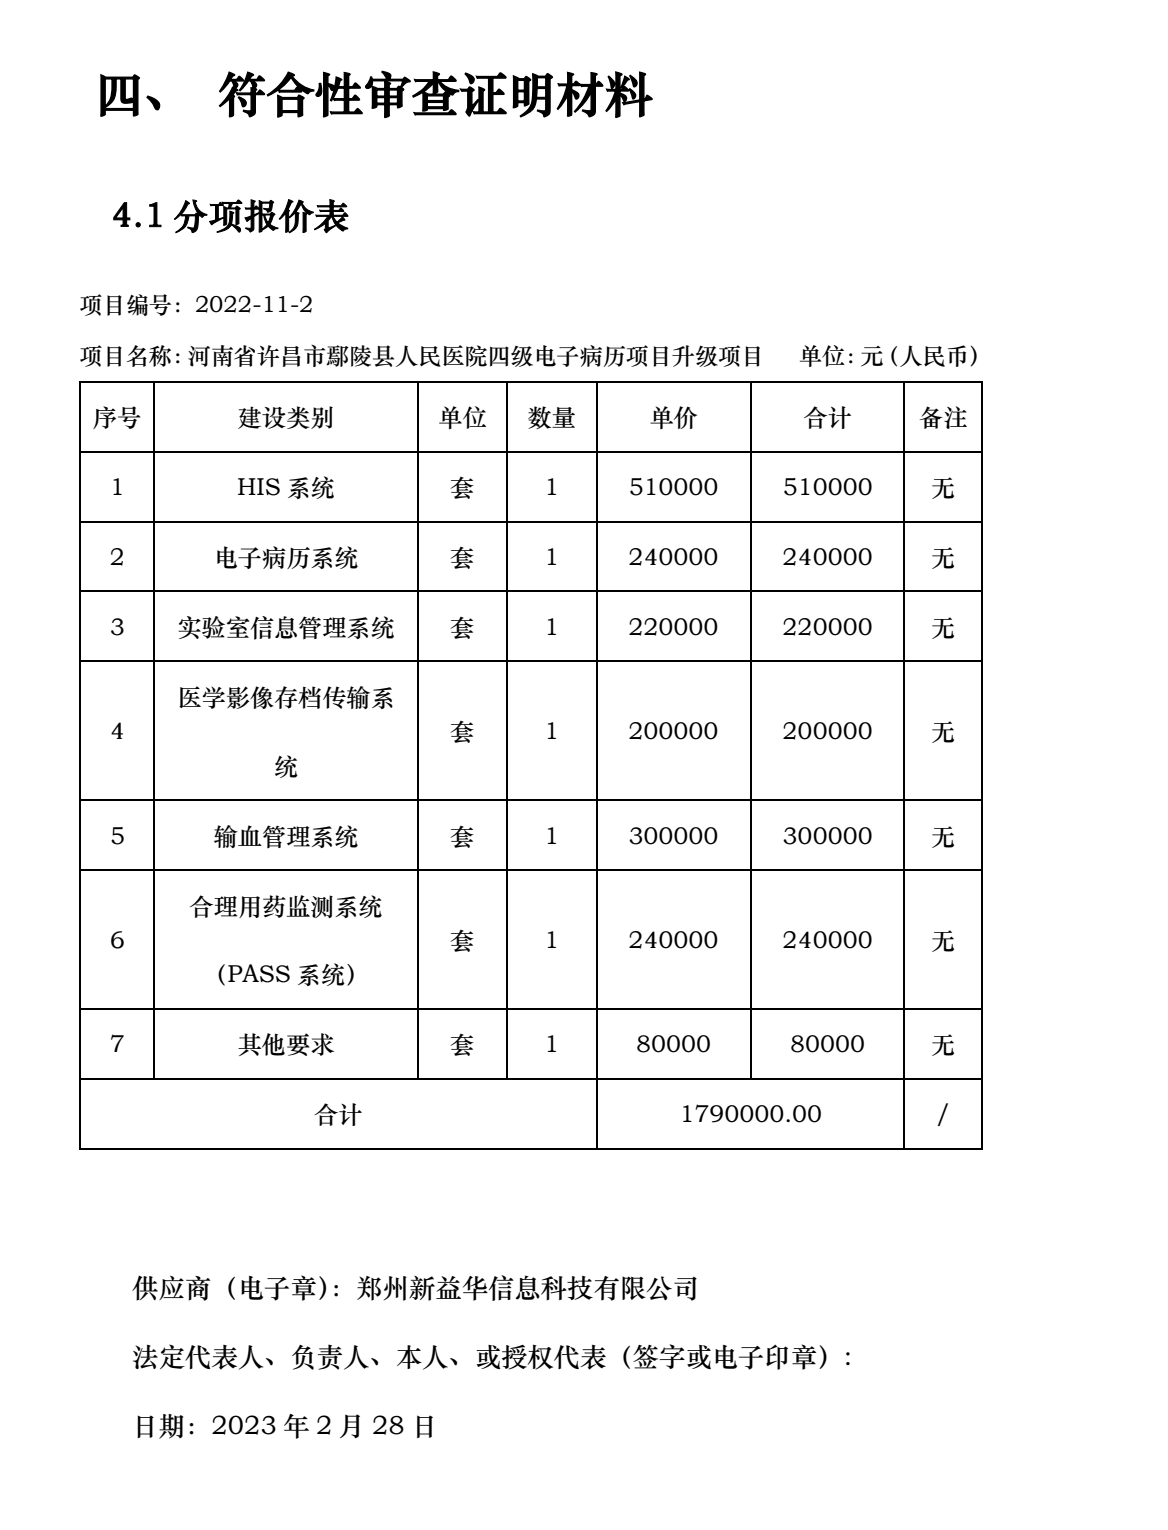 四、 符合性审查证明材料
4.1 分项报价表
项目编号：2022-11-2
项目名称：河南省许昌市鄢陵县人民医院四级电子病历项目升级项目 单位：元（人民币）
序号 建设类别 单位 数量 单价 合计 备注
1 HIS 系统 套 1 510000 510000 无
2 电子病历系统 套 1 240000 240000 无
3 实验室信息管理系统 套 1 220000 220000 无
4 医学影像存档传输系 套 1 200000 200000 无
统
5 输血管理系统 套 1 300000 300000 无
6 合理用药监测系统 套 1 240000 240000 无
（PASS 系统）
7 其他要求 套 1 80000 80000 无
合计 1790000.00 /
供应商（电子章）：郑州新益华信息科技有限公司
法定代表人、负责人、本人、或授权代表（签字或电子印章）：
日期：2023 年 2 月 28 日